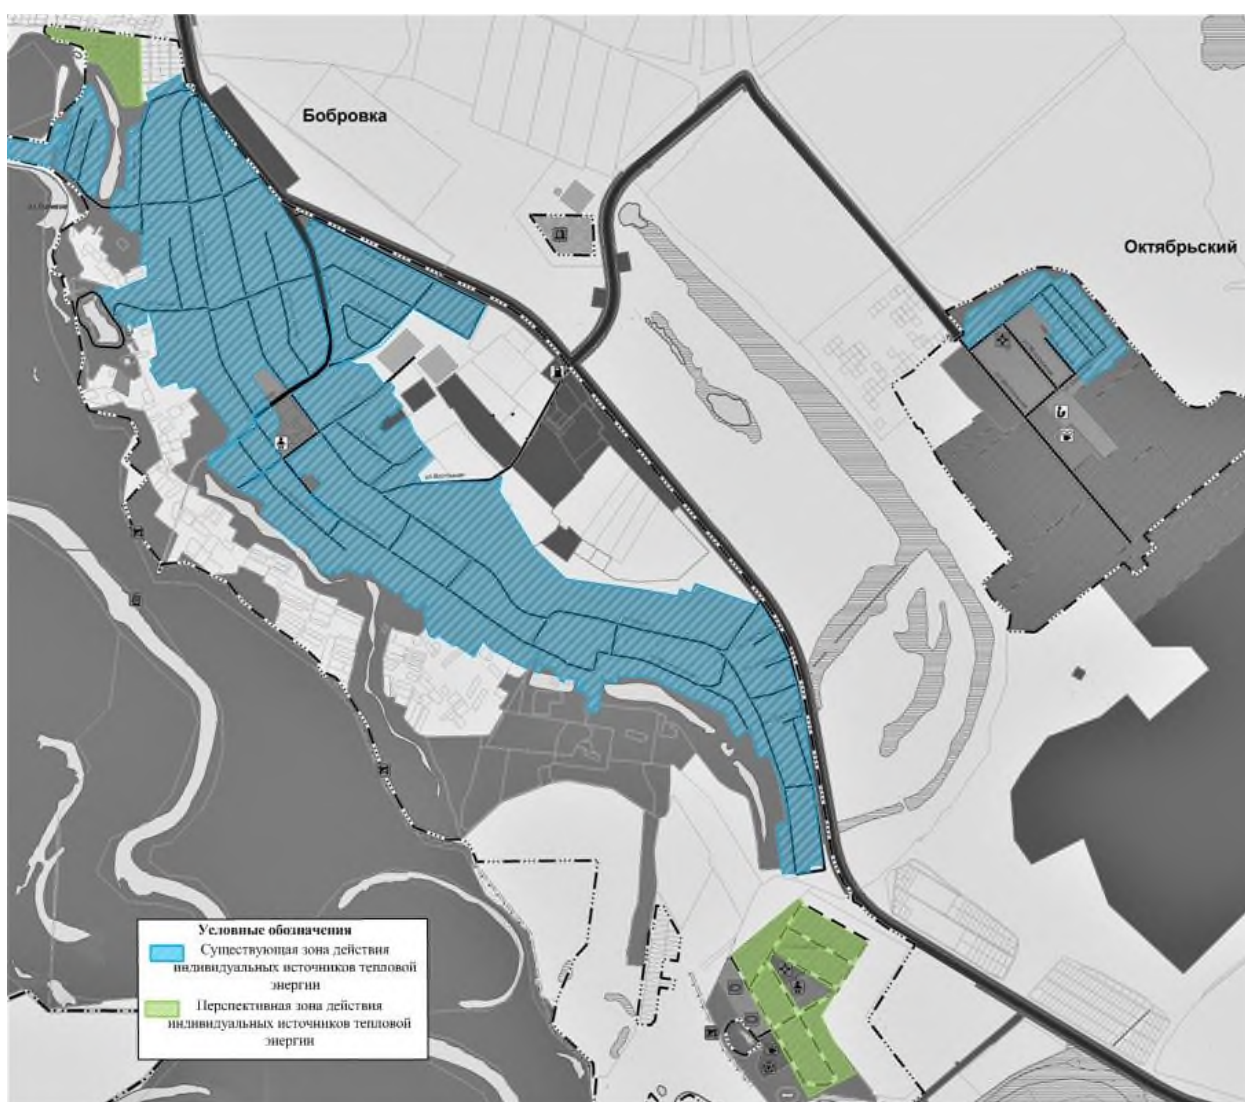 Бобровка
Октябрьский
Условные обозначения
Существующая зона действия
индивидуальных источников тепловой
энергии
Перспективная зона действия
индивидуальных источников тепловой
энергии